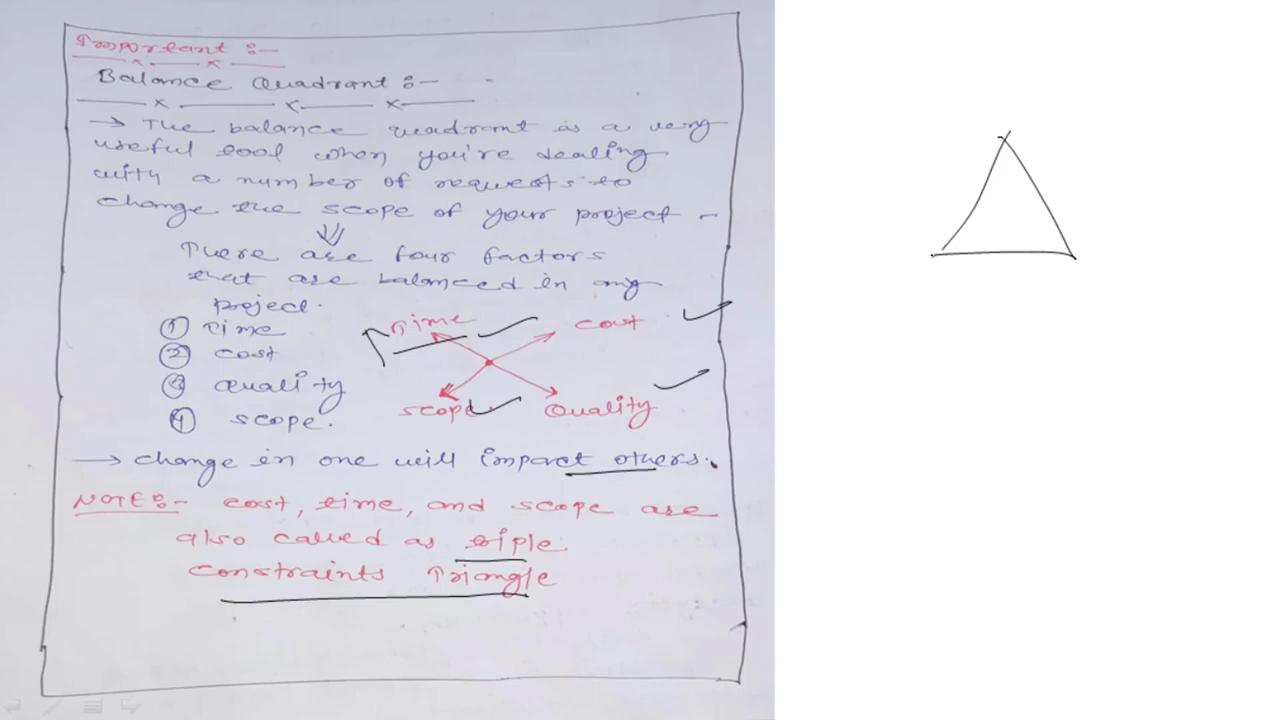 Important :-
Balance Quadrant :-
→ The balance quadrant is a very
useful tool when you're dealing
with a number of requests to
change the scope of your project -
There are four factors
that are balanced in any
project.
① Time
② cost
③ Quality
④ scope.
Time cost
scope Quality
→ change in one will impact others.
NOTE:- cost, time, and scope are
also called as triple
constraints Triangle